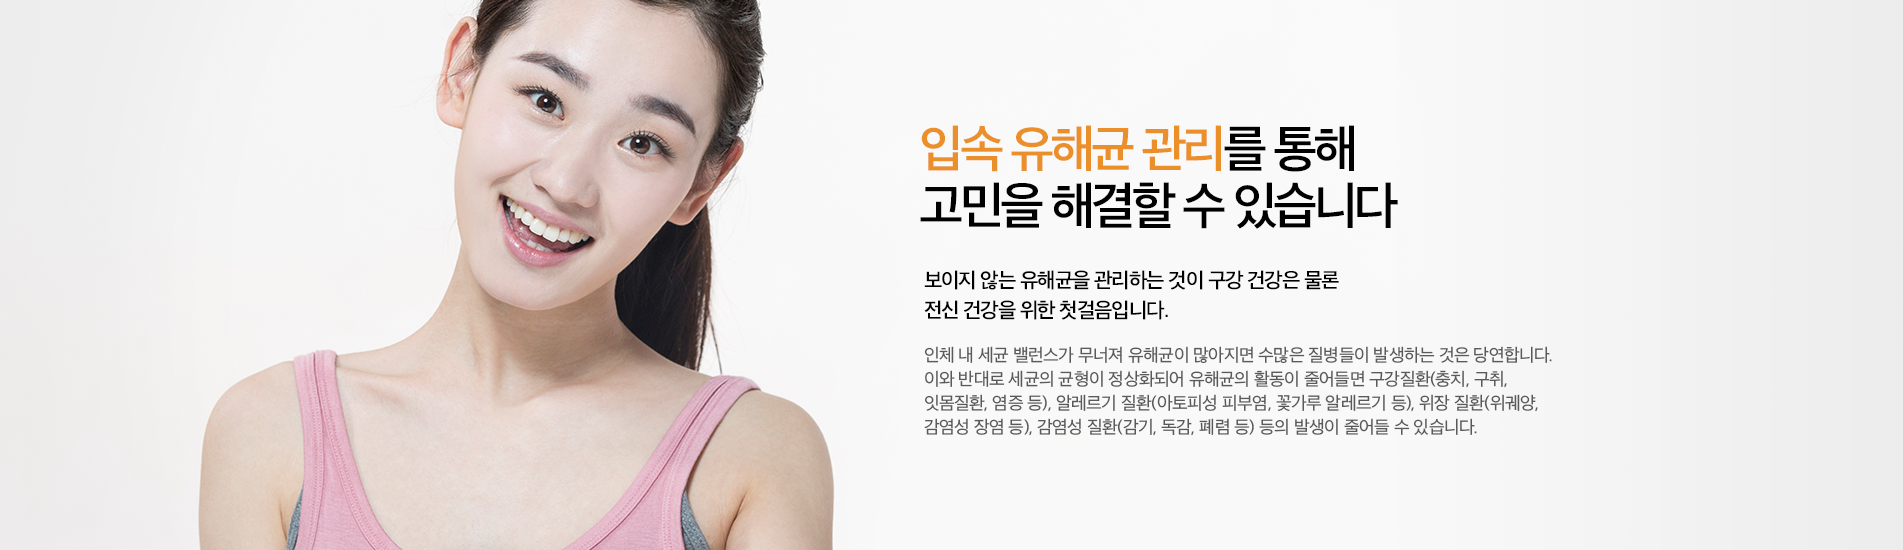 입속 유해균 관리를 통해
고민을 해결할 수 있습니다
보이지 않는 유해균을 관리하는 것이 구강 건강은 물론
전신 건강을 위한 첫걸음입니다.
인체 내 세균 밸런스가 무너져 유해균이 많아지면 수많은 질병들이 발생하는 것은 당연합니다.
이와 반대로 세균의 균형이 정상화되어 유해균의 활동이 줄어들면 구강질환(충치, 구취,
잇몸질환, 염증 등), 알레르기 질환(아토피성 피부염, 꽃가루 알레르기 등), 위장 질환(위궤양,
감염성 장염 등), 감염성 질환(감기, 독감, 폐렴 등) 등의 발생이 줄어들 수 있습니다.